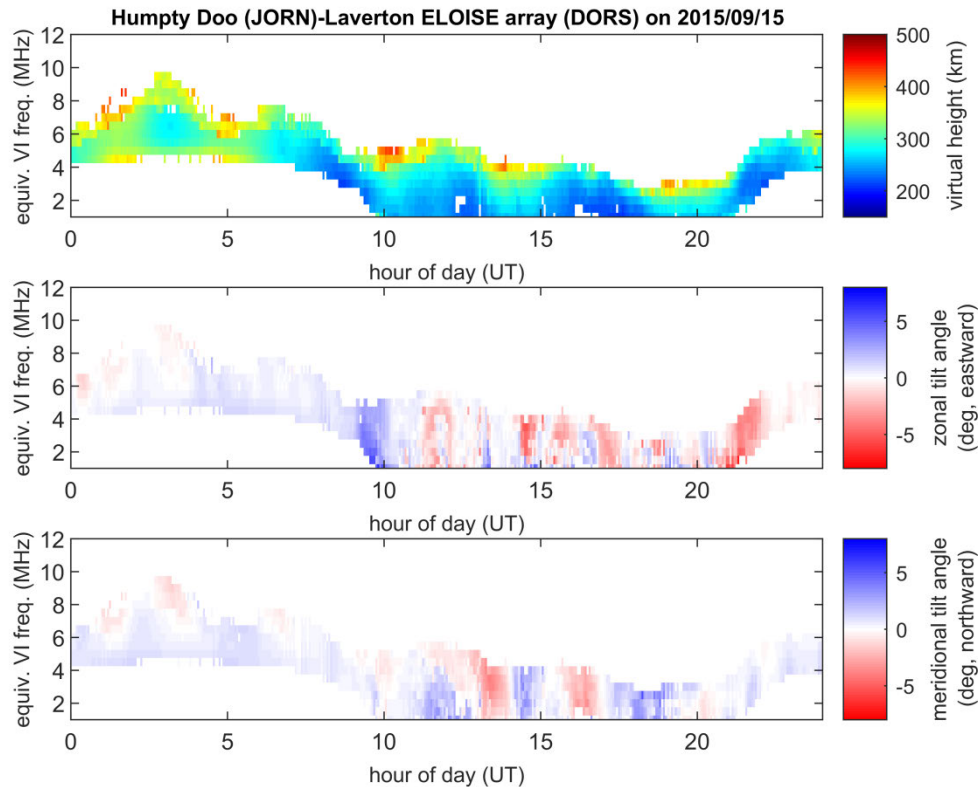 Humpty Doo (JORN)-Laverton ELOISE array (DORS) on 2015/09/15
12
10
8
6
4
2
equiv. VI freq. (MHz)
0 5 10 15 20
hour of day (UT)
500
400
300
200
virtual height (km)
12
10
8
6
4
2
equiv. VI freq. (MHz)
0 5 10 15 20
hour of day (UT)
5
0
-5
zonal tilt angle
(deg, eastward)
12
10
8
6
4
2
equiv. VI freq. (MHz)
0 5 10 15 20
hour of day (UT)
5
0
-5
meridional tilt angle
(deg, northward)